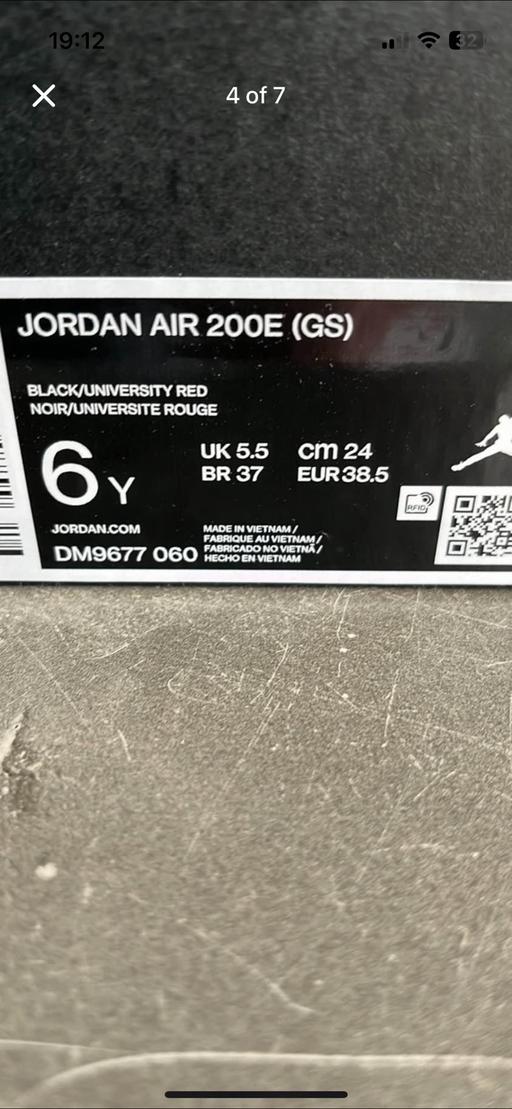 19:12
32
4 of 7
JORDAN AIR 200E (GS)
BLACK/UNIVERSITY RED
NOIR/UNIVERSITE ROUGE
6Y
UK 5.5 cm 24
BR 37 EUR 38.5
RFID
JORDAN.COM
DM9677 060
MADE IN VIETNAM /
FABRIQUE AU VIETNAM /
FABRICADO NO VIETNÃ /
HECHO EN VIETNAM